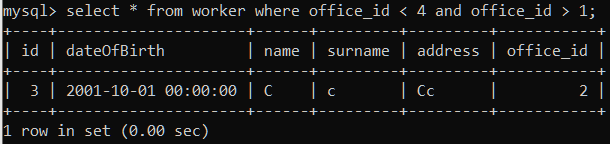 mysql> select * from worker where office_id < 4 and office_id > 1;
+----+---------------------+------+---------+---------+-----------+
| id | dateOfBirth         | name | surname | address | office_id |
+----+---------------------+------+---------+---------+-----------+
|  3 | 2001-10-01 00:00:00 | C    | c       | Cc      |         2 |
+----+---------------------+------+---------+---------+-----------+
1 row in set (0.00 sec)